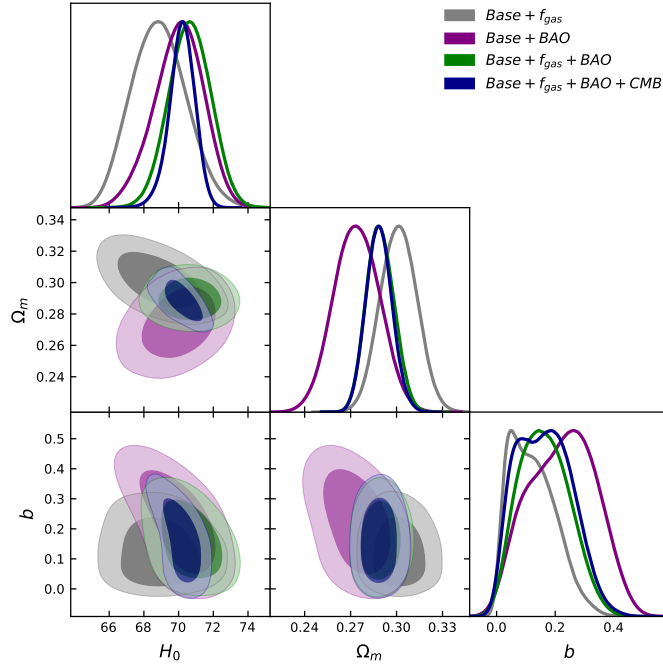 Base + f_gas
Base + BAO
Base + f_gas + BAO
Base + f_gas + BAO + CMB
0.34
0.32
0.30
0.28
0.26
0.24
Ω_m
0.5
0.4
0.3
0.2
0.1
0.0
b
66 68 70 72 74
H_0
0.24 0.27 0.30 0.33
Ω_m
0.0 0.2 0.4
b